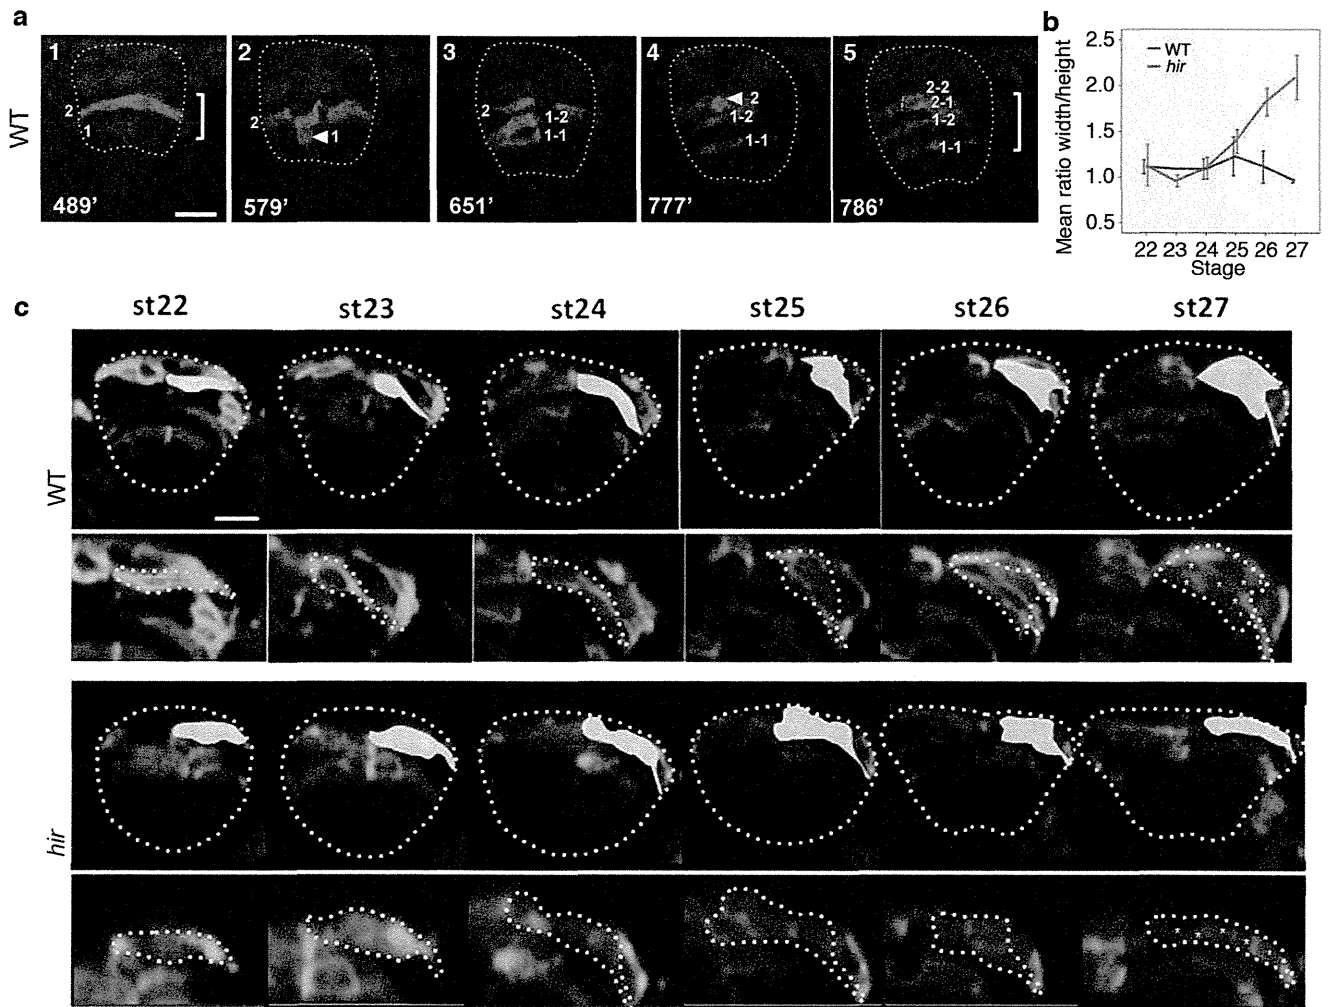 a
WT
1
2
1
489'
2
2
1
579'
3
2
1-2
1-1
651'
4
2
1-2
1-1
777'
5
2-2
2-1
1-2
1-1
786'
b
Mean ratio width/height
2.5
2.0
1.5
1.0
0.5
WT
hir
22 23 24 25 26 27
Stage
c
st22 st23 st24 st25 st26 st27
WT
hir